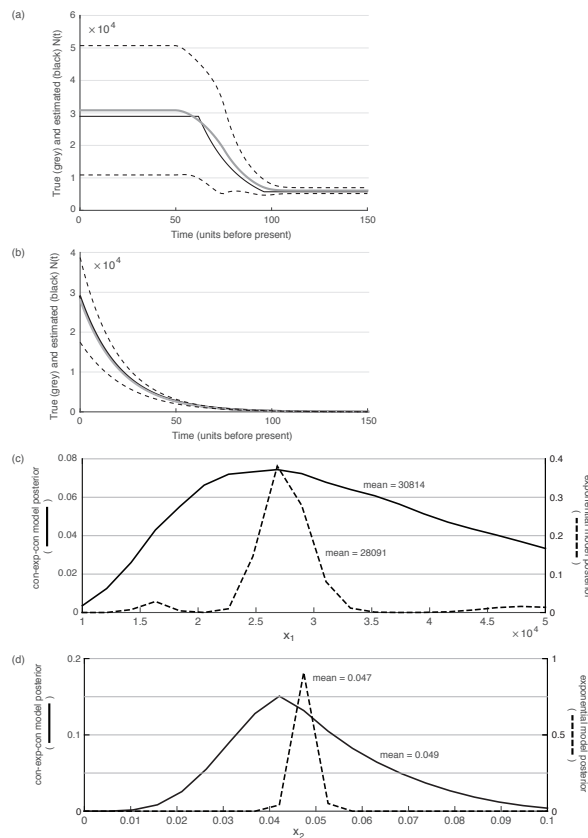 (a)
6
×10⁴
5
4
3
2
1
0
0 50 100 150
Time (units before present)
True (grey) and estimated (black) N(t)
(b)
4
×10⁴
3
2
1
0
0 50 100 150
Time (units before present)
True (grey) and estimated (black) N(t)
(c)
0.08
0.06
0.04
0.02
0
con-exp-con model posterior
( )
mean = 30814
mean = 28091
0.4
0.3
0.2
0.1
0
exponential model posterior
( )
1 1.5 2 2.5 3 3.5 4 4.5 5
×10⁴
x₁
(d)
0.2
0.1
0
con-exp-con model posterior
( )
mean = 0.047
mean = 0.049
1
0.5
0
exponential model posterior
( )
0 0.01 0.02 0.03 0.04 0.05 0.06 0.07 0.08 0.09 0.1
x₂